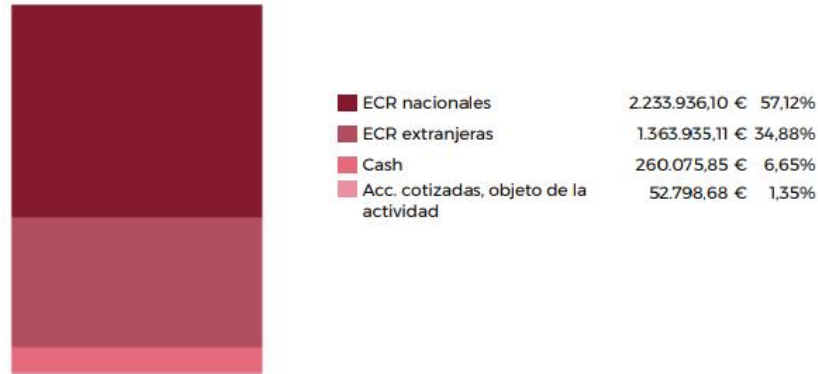 ECR nacionales 2.233.936,10 € 57,12%
ECR extranjeras 1.363.935,11 € 34,88%
Cash 260.075,85 € 6,65%
Acc. cotizadas, objeto de la 52.798,68 € 1,35%
actividad